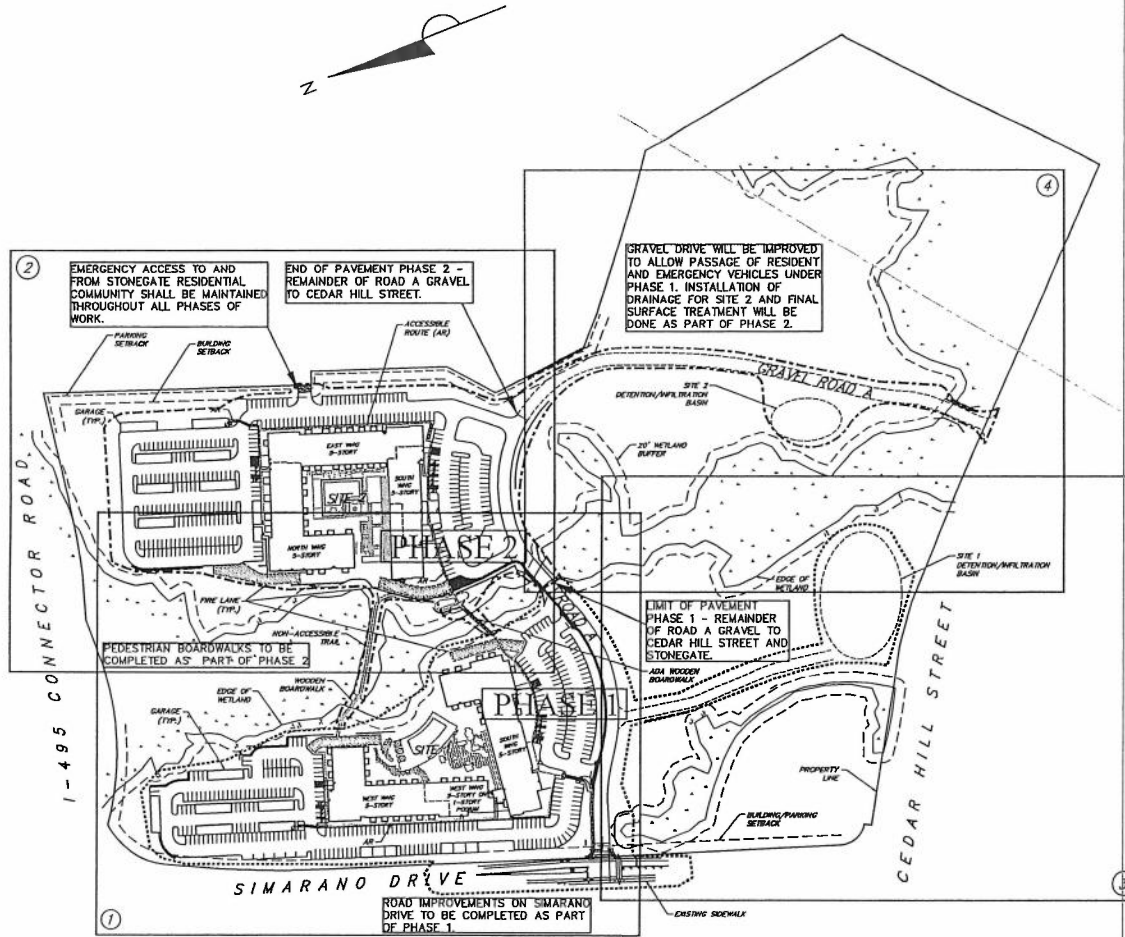 N
4
GRAVEL DRIVE WILL BE IMPROVED
TO ALLOW PASSAGE OF RESIDENT
AND EMERGENCY VEHICLES UNDER
PHASE 1. INSTALLATION OF
DRAINAGE FOR SITE 2 AND FINAL
SURFACE TREATMENT WILL BE
DONE AS PART OF PHASE 2.
2
EMERGENCY ACCESS TO AND
FROM STONEGATE RESIDENTIAL
COMMUNITY SHALL BE MAINTAINED
THROUGHOUT ALL PHASES OF
WORK.
END OF PAVEMENT PHASE 2 -
REMAINDER OF ROAD A GRAVEL
TO CEDAR HILL STREET.
PARKING
SETBACK
BUILDING
SETBACK
ACCESSIBLE
ROUTE (AR)
GARAGE
(TYP.)
GRAVEL ROAD A
SITE 2
DETENTION/INFILTRATION
BASIN
20' WETLAND
BUFFER
EAST WING
5-STORY
SOUTH
WING
5-STORY
SITE 2
NORTH WING
5-STORY
PHASE 2
AR
FIRE LANE
(TYP.)
NON-ACCESSIBLE
TRAIL
PEDESTRIAN BOARDWALKS TO BE
COMPLETED AS PART OF PHASE 2
ROAD A
EDGE OF
WETLAND
SITE 1
DETENTION/INFILTRATION
BASIN
LIMIT OF PAVEMENT
PHASE 1 - REMAINDER
OF ROAD A GRAVEL TO
CEDAR HILL STREET AND
STONEGATE.
ADA WOODEN
BOARDWALK
WOODEN
BOARDWALK
EDGE OF
WETLAND
GARAGE
(TYP.)
PHASE 1
SITE
SOUTH
WING
5-STORY
WEST WING
5-STORY
WEST WING
5-STORY OVER
1-STORY
PODIUM
AR
PROPERTY
LINE
BUILDING/PARKING
SETBACK
I-495 CONNECTOR ROAD
CEDAR HILL STREET
SIMARANO DRIVE
ROAD IMPROVEMENTS ON SIMARANO
DRIVE TO BE COMPLETED AS PART
OF PHASE 1.
EXISTING SIDEWALK
1